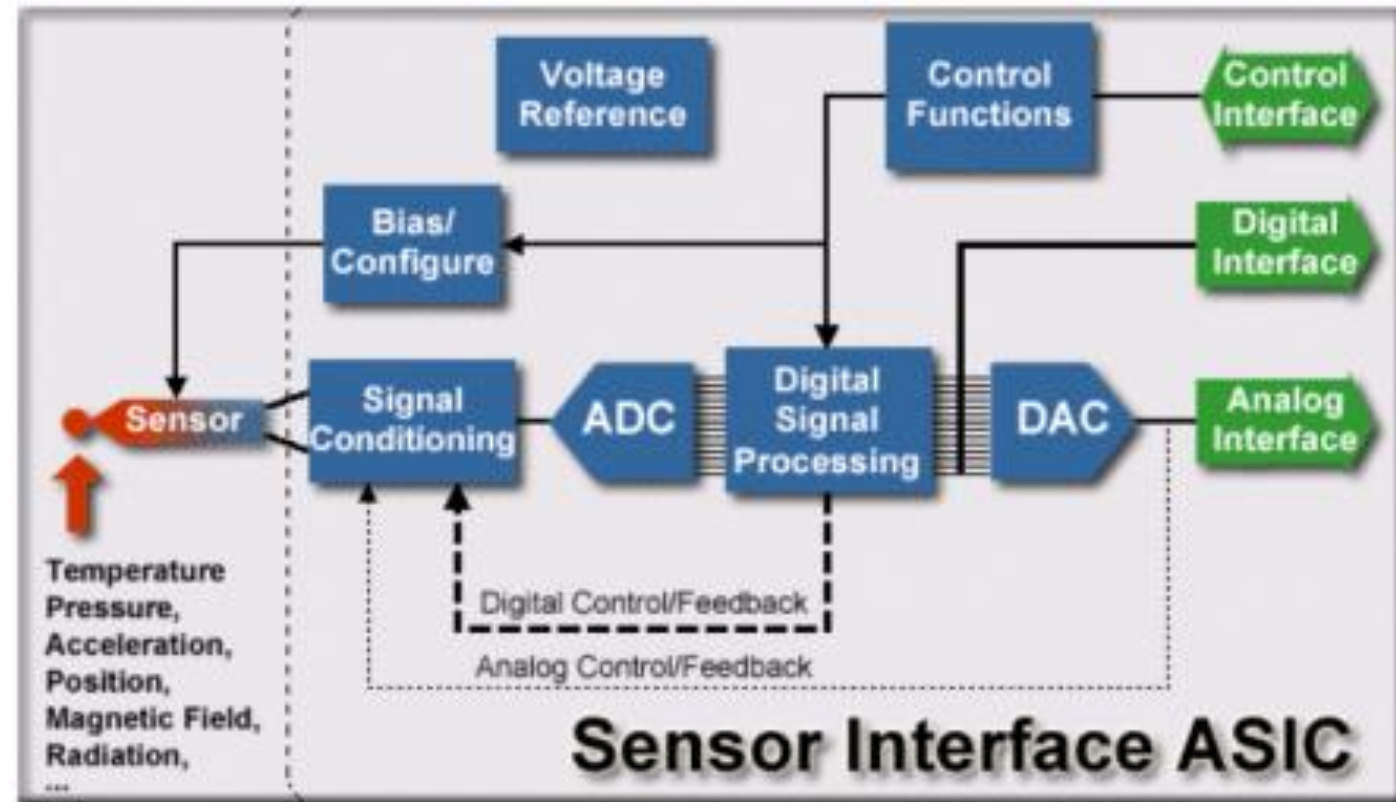 Voltage
Reference
Control
Functions
Control
Interface
Bias/
Configure
Digital
Interface
Sensor
Signal
Conditioning
ADC
Digital
Signal
Processing
DAC
Analog
Interface
Temperature
Pressure,
Acceleration,
Position,
Magnetic Field,
Radiation,
...
Digital Control/Feedback
Analog Control/Feedback
Sensor Interface ASIC